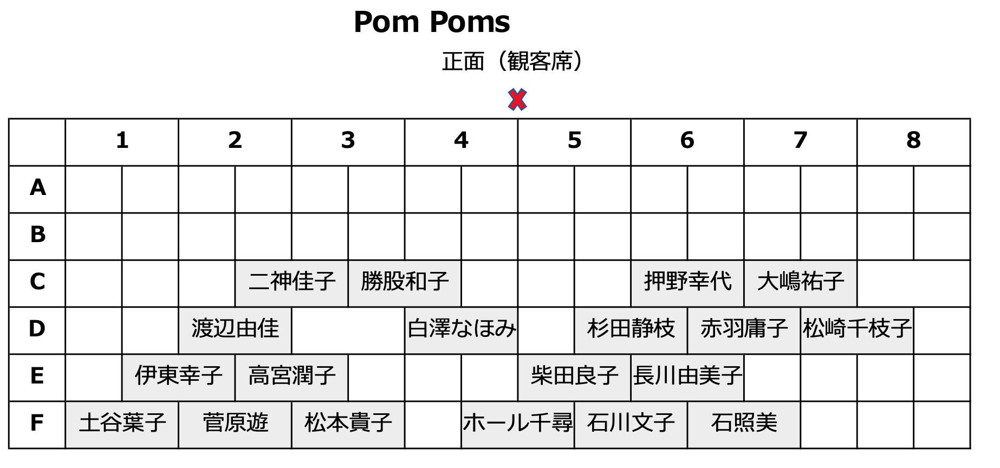 Pom Poms
正面（観客席）
1 2 3 4 5 6 7 8
A
B
C 二神佳子 勝股和子 押野幸代 大嶋祐子
D 渡辺由佳 白澤なほみ 杉田静枝 赤羽庸子 松崎千枝子
E 伊東幸子 高宮潤子 柴田良子 長川由美子
F 土谷葉子 菅原遊 松本貴子 ホール千尋 石川文子 石照美